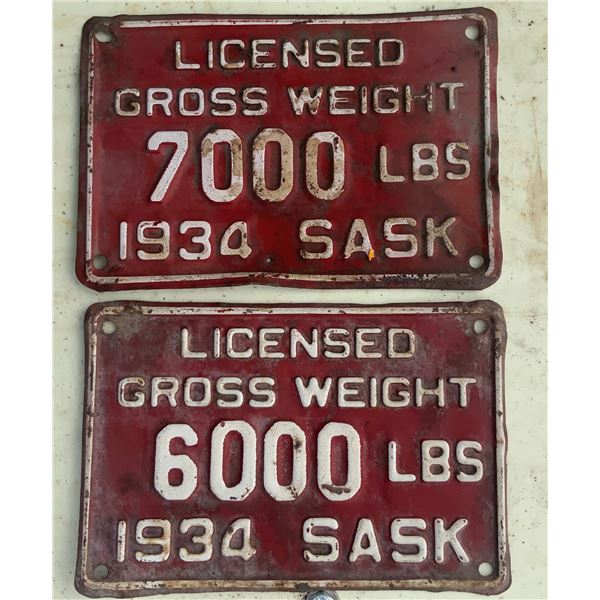 LICENSED
GROSS WEIGHT
7000 LBS
1934 SASK
LICENSED
GROSS WEIGHT
6000 LBS
1934 SASK